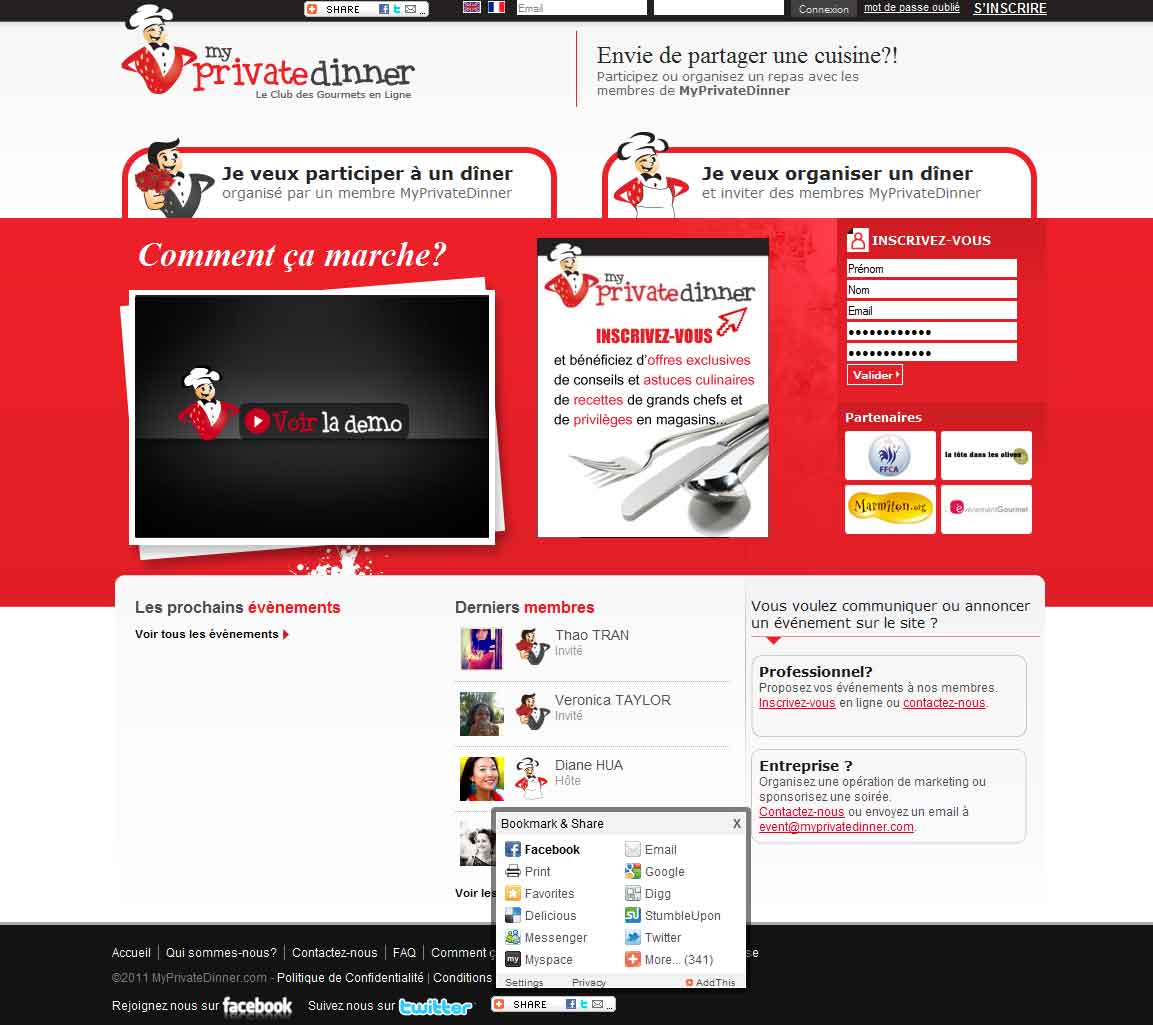 SHARE ...
Email
Connexion
mot de passe oublié
S'INSCRIRE
my
privatedinner
Le Club des Gourmets en Ligne
Envie de partager une cuisine?!
Participez ou organisez un repas avec les
membres de MyPrivateDinner
Je veux participer à un dîner
organisé par un membre MyPrivateDinner
Je veux organiser un dîner
et inviter des membres MyPrivateDinner
Comment ça marche?
Voir la demo
my
privatedinner
INSCRIVEZ-VOUS
et bénéficiez d'offres exclusives
de conseils et astuces culinaires
de recettes de grands chefs et
de privilèges en magasins...
INSCRIVEZ-VOUS
Prénom
Nom
Email
••••••••••••
••••••••••••
Valider
Partenaires
FFCA
la tête dans les olives
Marmiton.org
L'èvènementGourmet
Les prochains évènements
Voir tous les évènements
Derniers membres
Thao TRAN
Invité
Veronica TAYLOR
Invité
Diane HUA
Hôte
Voir les
Vous voulez communiquer ou annoncer
un événement sur le site ?
Professionnel?
Proposez vos événements à nos membres.
Inscrivez-vous en ligne ou contactez-nous.
Entreprise ?
Organisez une opération de marketing ou
sponsorisez une soirée.
Contactez-nous ou envoyez un email à
event@myprivatedinner.com.
Bookmark & Share X
Facebook Email
Print Google
Favorites Digg
Delicious StumbleUpon
Messenger Twitter
my Myspace More... (341)
Settings Privacy AddThis
Accueil | Qui sommes-nous? | Contactez-nous | FAQ | Comment ç se
©2011 MyPrivateDinner.com - Politique de Confidentialité | Conditions
Rejoignez nous sur facebook Suivez nous sur twitter SHARE ...